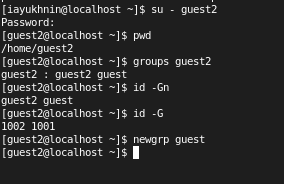 [iayukhnin@localhost ~]$ su - guest2
Password:
[guest2@localhost ~]$ pwd
/home/guest2
[guest2@localhost ~]$ groups guest2
guest2 : guest2 guest
[guest2@localhost ~]$ id -Gn
guest2 guest
[guest2@localhost ~]$ id -G
1002 1001
[guest2@localhost ~]$ newgrp guest
[guest2@localhost ~]$